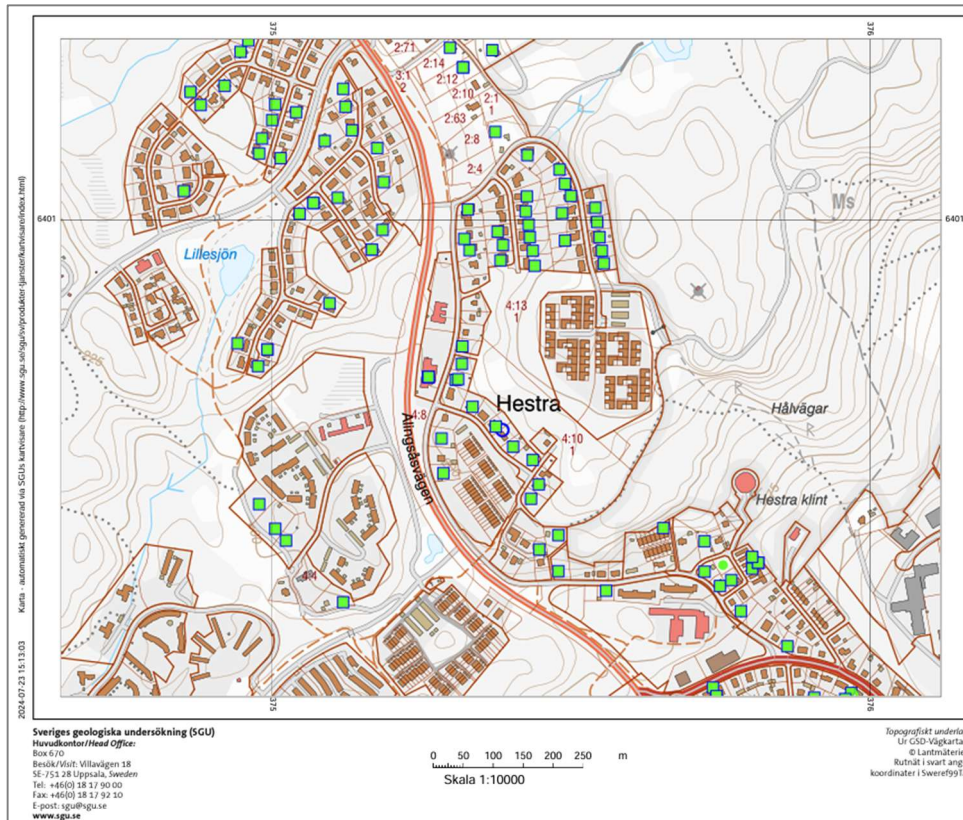 375
376
2:71
2:14
3:1
2
2:12
2:10
2:1
1
2:63
2:8
2:4
Ms
6401
6401
Lillesjön
4:13
1
Hestra
Hålvägar
4:8
4:10
1
Alingsåsvägen
Hestra klint
4:4
375
376
2024-07-23 15:13:03 Karta - automatiskt genererad via SGUs kartvisare (http://www.sgu.se/sgu/sv/produkter-tjanster/kartvisare/index.html)
Sveriges geologiska undersökning (SGU)
Huvudkontor/Head Office:
Box 670
Besök/Visit: Villavägen 18
SE-751 28 Uppsala, Sweden
Tel: +46(0) 18 17 90 00
Fax: +46(0) 18 17 92 10
E-post: sgu@sgu.se
www.sgu.se
0 50 100 150 200 250 m
Skala 1:10000
Topografiskt underla
Ur GSD-Vägkarta
© Lantmäterie
Rutnät i svart ang
koordinater i Sweref99T